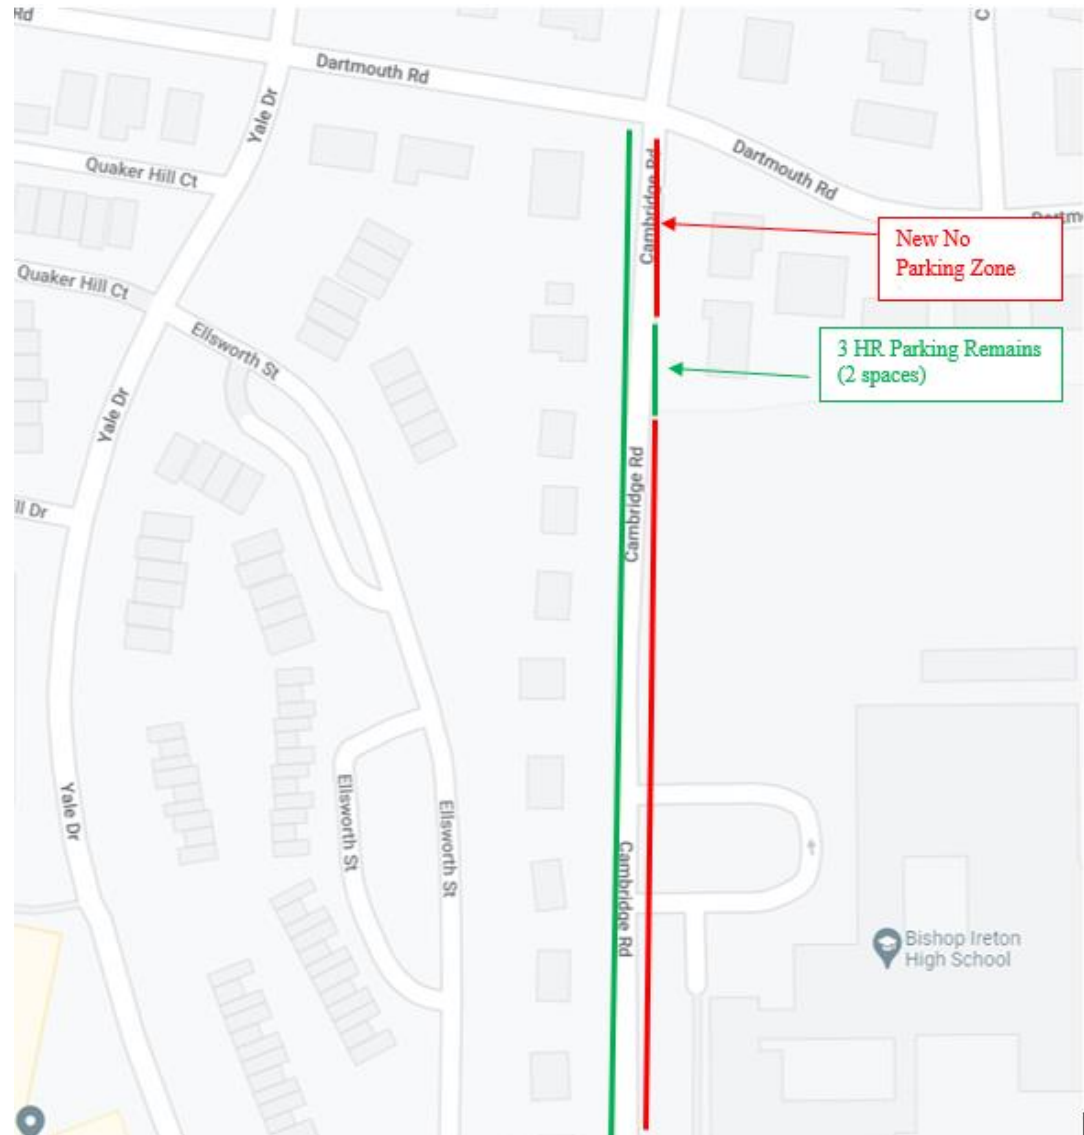 Rd
Dartmouth Rd
C
Yale Dr
Quaker Hill Ct
Cambridge Rd
Dartmouth Rd
Dartm
New No
Parking Zone
Quaker Hill Ct
Ellsworth St
3 HR Parking Remains
(2 spaces)
Yale Dr
Cambridge Rd
ll Dr
Yale Dr
Ellsworth St
Ellsworth St
Cambridge Rd
Bishop Ireton
High School